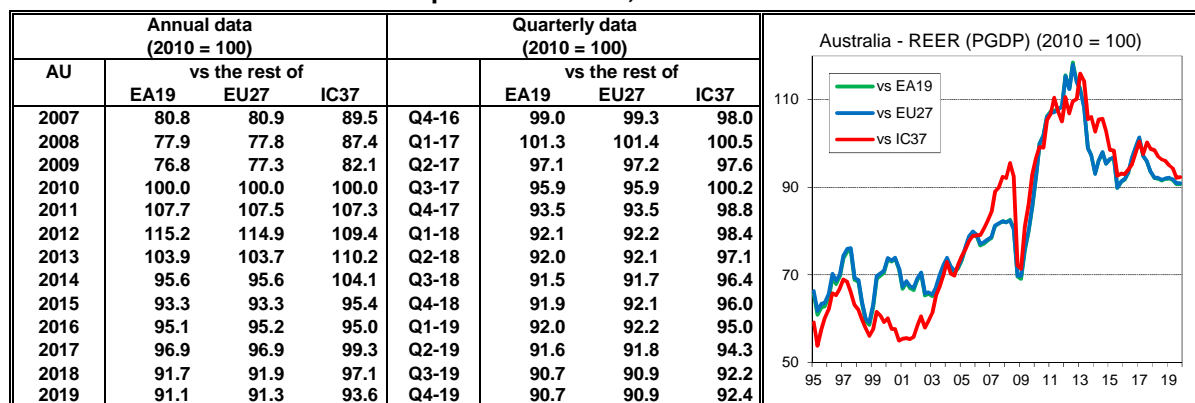 Annual data Quarterly data
(2010 = 100) (2010 = 100)
AU vs the rest of vs the rest of
EA19 EU27 IC37 EA19 EU27 IC37
2007 80.8 80.9 89.5 Q4-16 99.0 99.3 98.0
2008 77.9 77.8 87.4 Q1-17 101.3 101.4 100.5
2009 76.8 77.3 82.1 Q2-17 97.1 97.2 97.6
2010 100.0 100.0 100.0 Q3-17 95.9 95.9 100.2
2011 107.7 107.5 107.3 Q4-17 93.5 93.5 98.8
2012 115.2 114.9 109.4 Q1-18 92.1 92.2 98.4
2013 103.9 103.7 110.2 Q2-18 92.0 92.1 97.1
2014 95.6 95.6 104.1 Q3-18 91.5 91.7 96.4
2015 93.3 93.3 95.4 Q4-18 91.9 92.1 96.0
2016 95.1 95.2 95.0 Q1-19 92.0 92.2 95.0
2017 96.9 96.9 99.3 Q2-19 91.6 91.8 94.3
2018 91.7 91.9 97.1 Q3-19 90.7 90.9 92.2
2019 91.1 91.3 93.6 Q4-19 90.7 90.9 92.4
Australia - REER (PGDP) (2010 = 100)
vs EA19
vs EU27
vs IC37
110
90
70
50
95 97 99 01 03 05 07 09 11 13 15 17 19